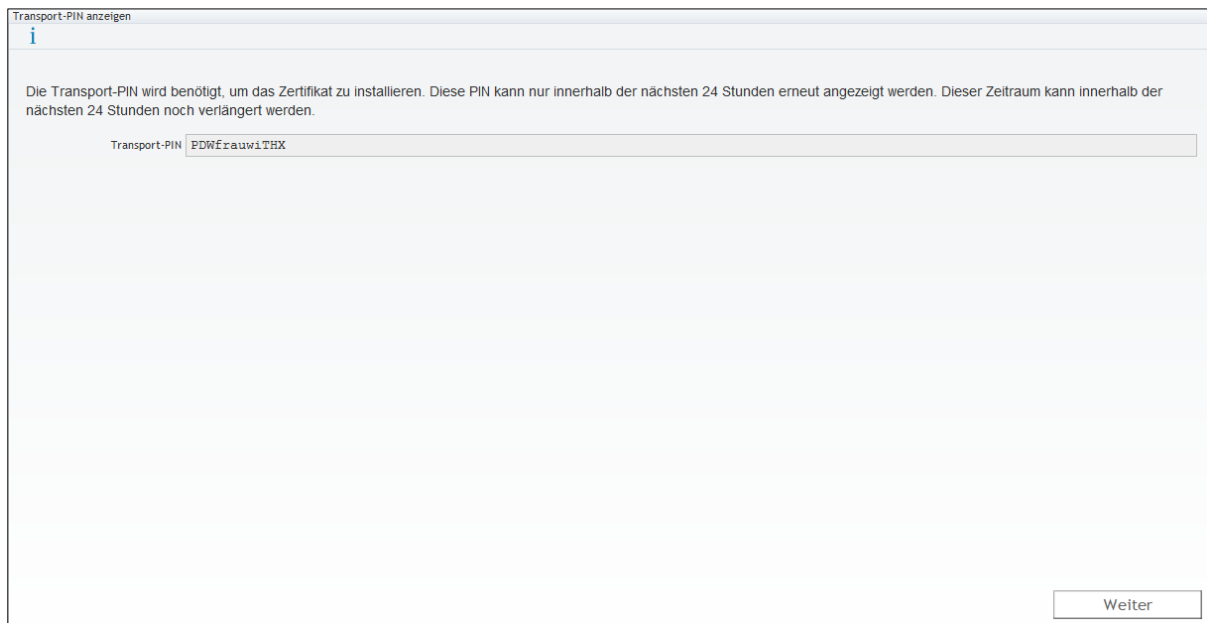 Transport-PIN anzeigen
i
Die Transport-PIN wird benötigt, um das Zertifikat zu installieren. Diese PIN kann nur innerhalb der nächsten 24 Stunden erneut angezeigt werden. Dieser Zeitraum kann innerhalb der
nächsten 24 Stunden noch verlängert werden.
Transport-PIN PDWfrauwiTHX
Weiter